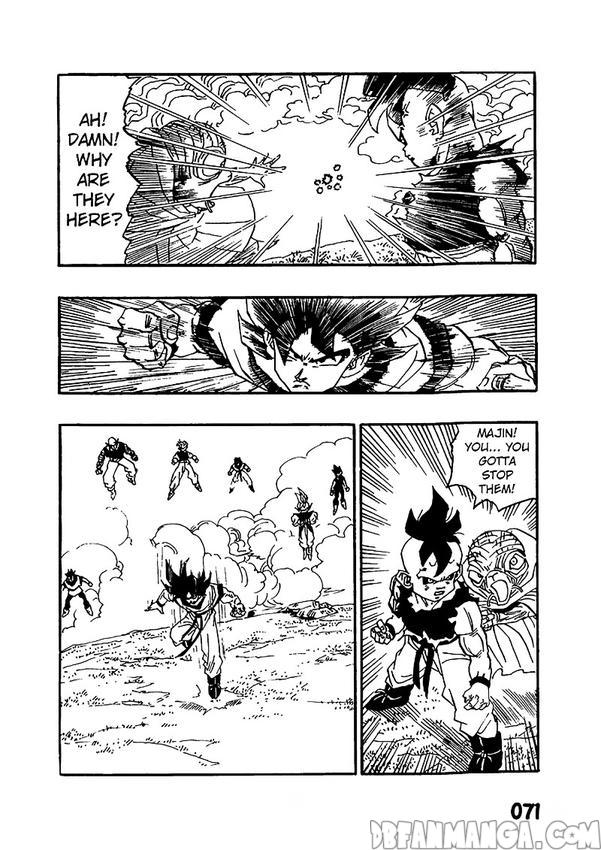 AH!
DAMN!
WHY
ARE
THEY
HERE?
MAJIN!
YOU... YOU
GOTTA
STOP
THEM!
071
DBFANMANGA.COM